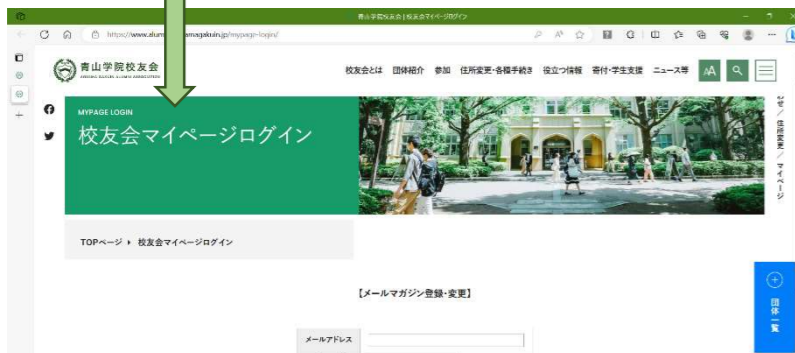 青山学院校友会 | 校友会マイページログイン
青山学院校友会
AOYAMA GAKUIN ALUMNI ASSOCIATION
校友会とは 団体紹介 参加 住所変更・各種手続き 役立つ情報 寄付・学生支援 ニュース等 AA
MYPAGE LOGIN
校友会マイページログイン
わせ / 住所変更 / マイページ
TOPページ ▸ 校友会マイページログイン
【メールマガジン登録・変更】
メールアドレス
団体一覧